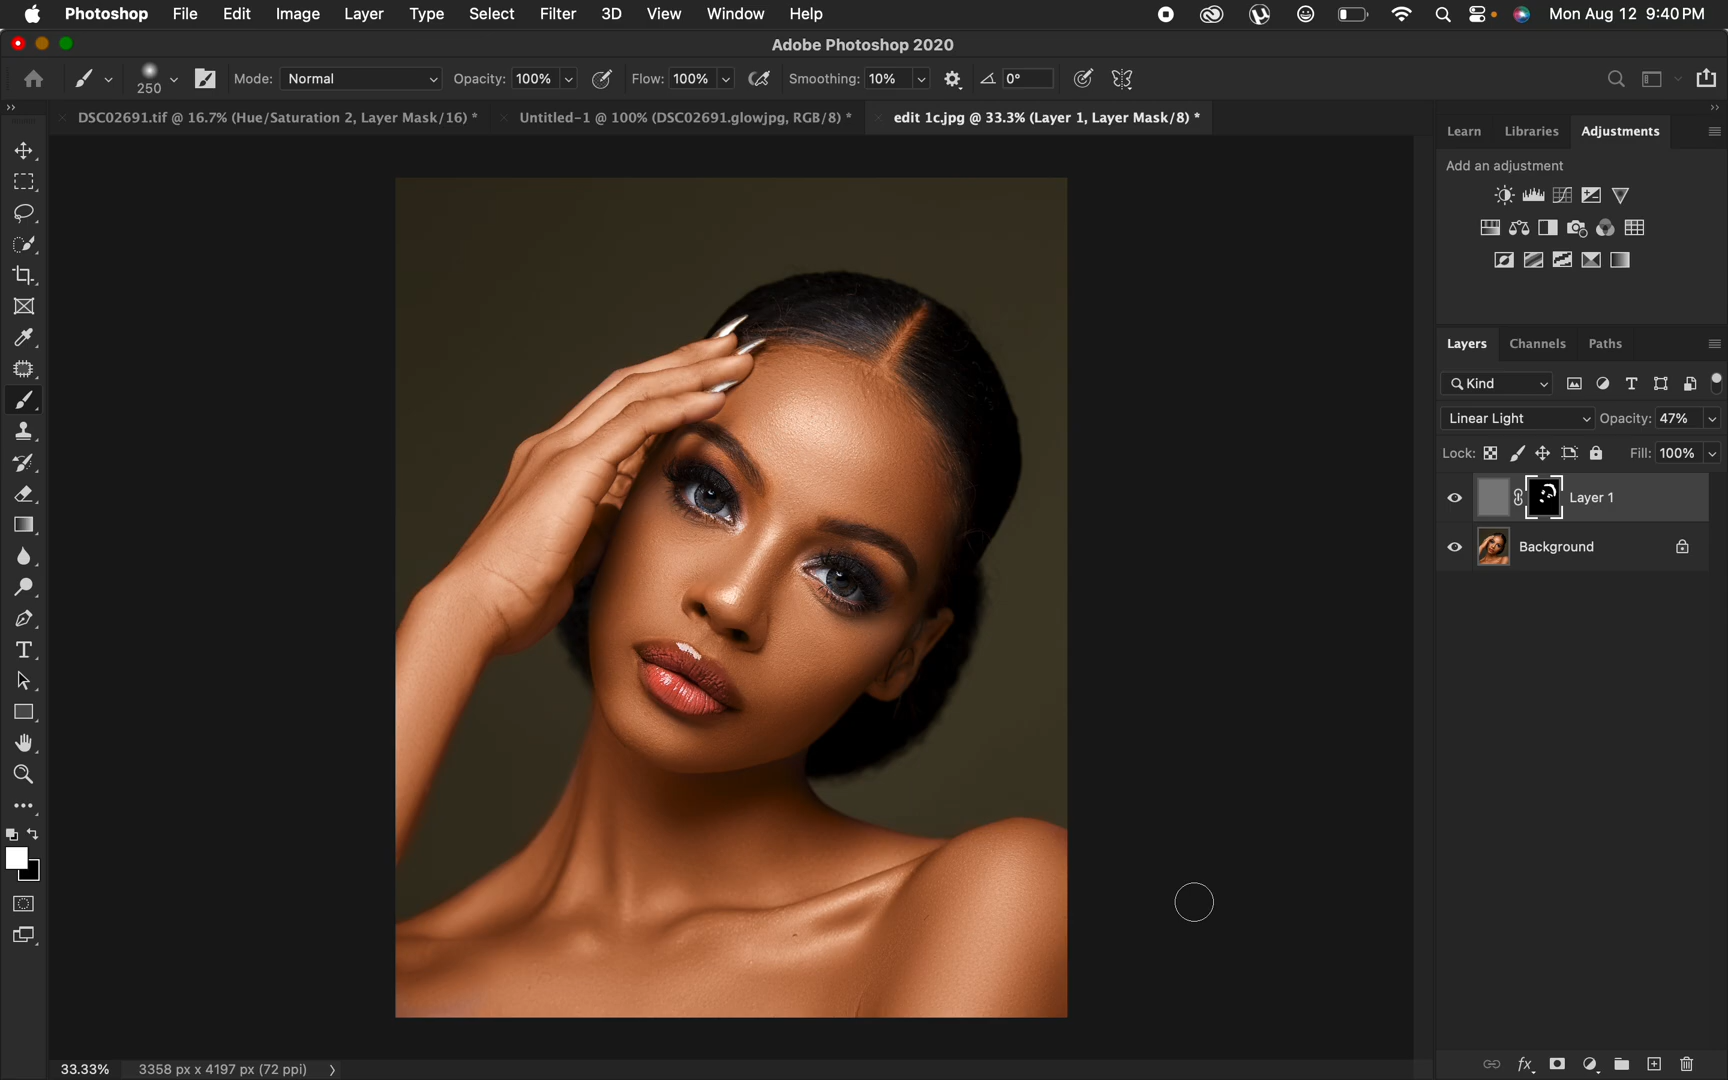 Photoshop File Edit Image Layer Type Select Filter 3D View Window Help Mon Aug 12 9:40 PM
Adobe Photoshop 2020
250 Mode: Normal Opacity: 100% Flow: 100% Smoothing: 10% 0°
DSC02691.tif @ 16.7% (Hue/Saturation 2, Layer Mask/16) * Untitled-1 @ 100% (DSC02691.glowjpg, RGB/8) * edit 1c.jpg @ 33.3% (Layer 1, Layer Mask/8) *
Learn Libraries Adjustments
Add an adjustment
Layers Channels Paths
Kind
Linear Light Opacity: 47%
Lock: Fill: 100%
Layer 1
Background
33.33% 3358 px x 4197 px (72 ppi)